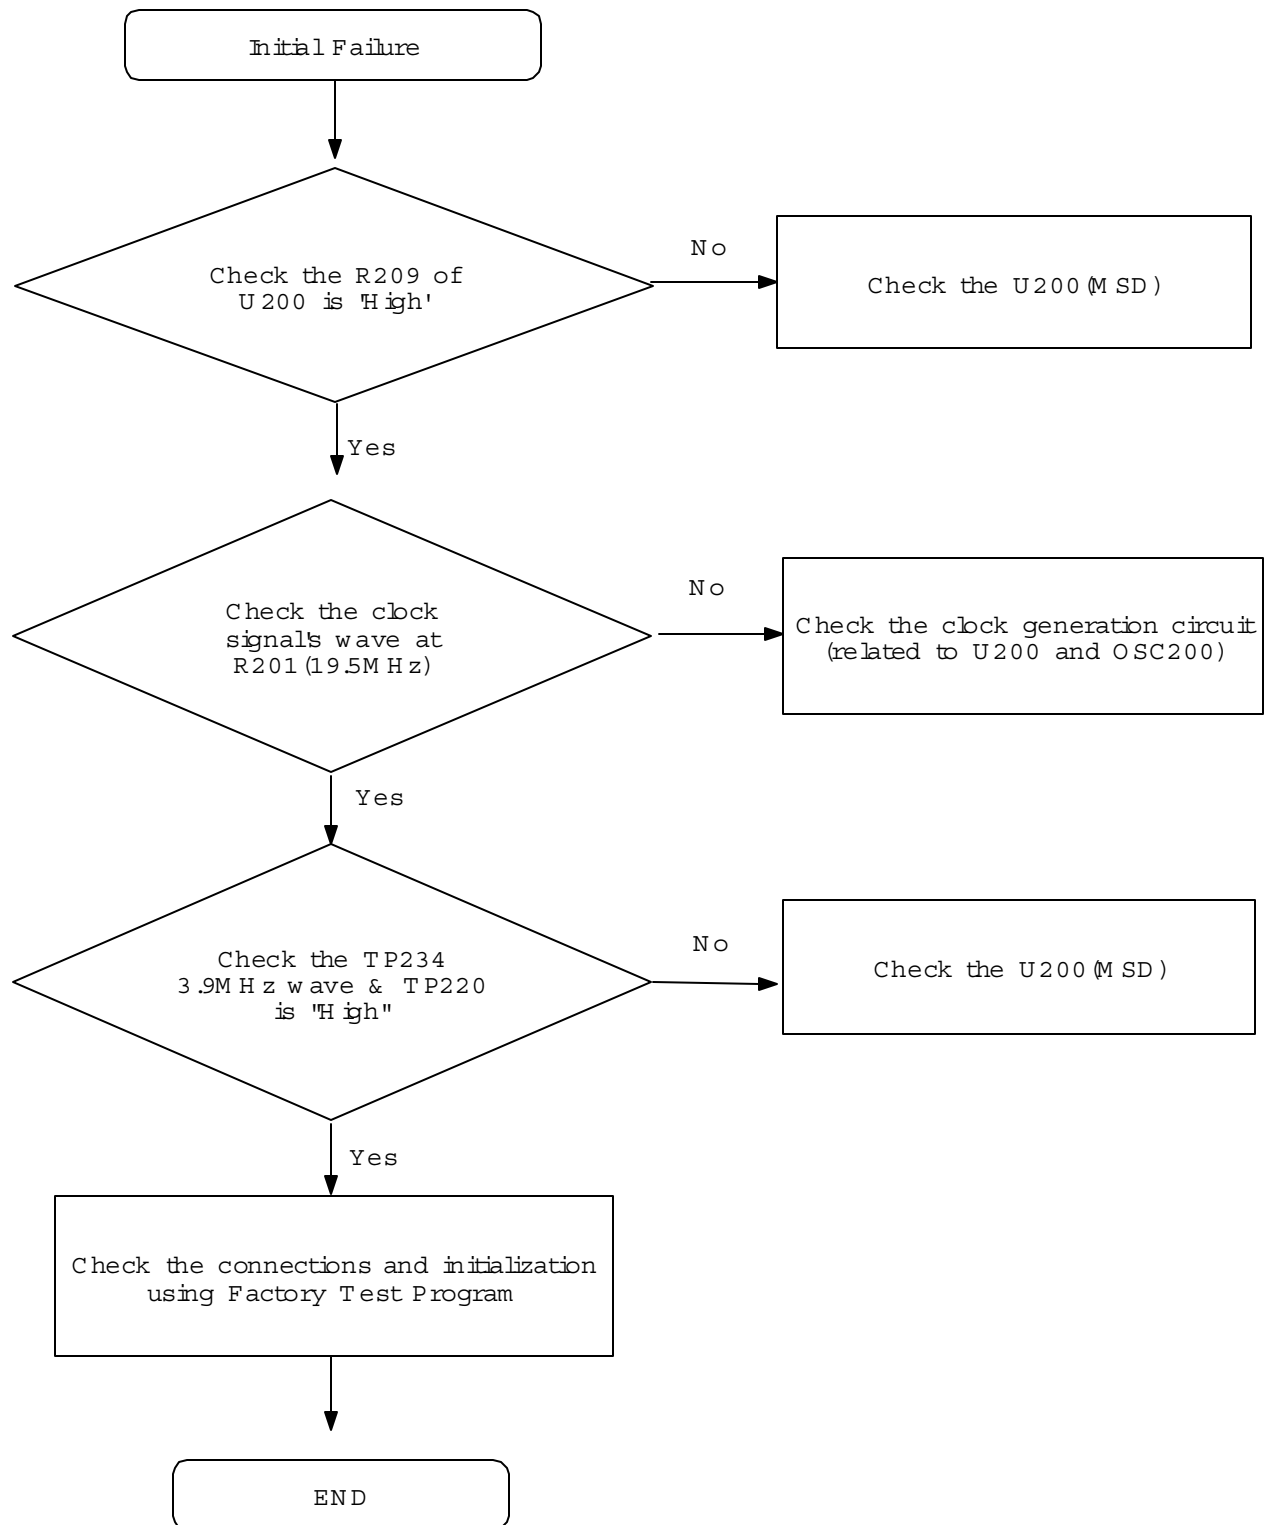 Initial Failure
Check the R209 of
U200 is 'High'
No
Check the U200(MSD)
Yes
Check the clock
signal's wave at
R201(19.5MHz)
No
Check the clock generation circuit
(related to U200 and OSC200)
Yes
Check the TP234
3.9MHz wave & TP220
is "High"
No
Check the U200(MSD)
Yes
Check the connections and initialization
using Factory Test Program
END